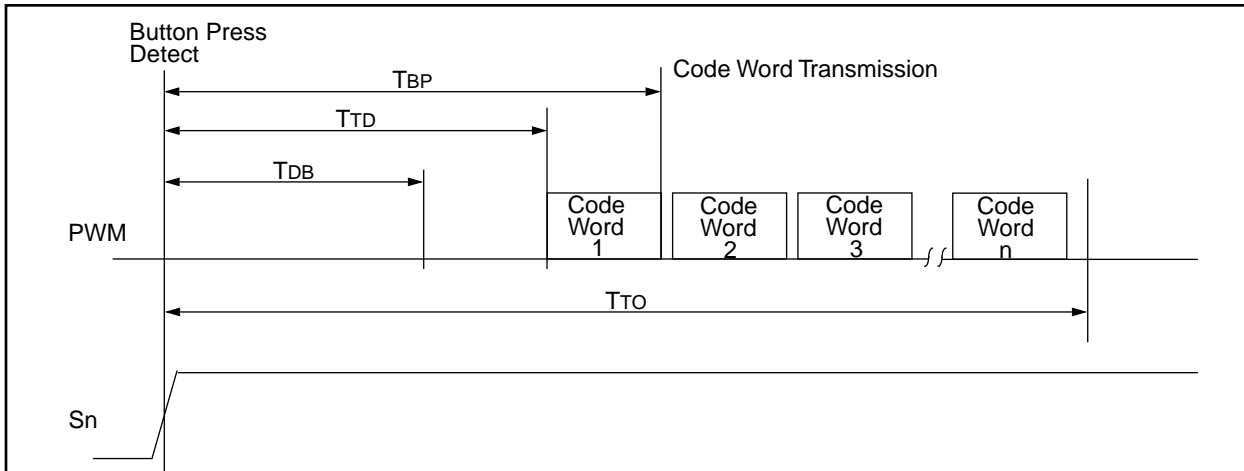 Button Press
Detect
TBP
Code Word Transmission
TTD
TDB
PWM
Code
Word
1
Code
Word
2
Code
Word
3
Code
Word
n
TTO
Sn